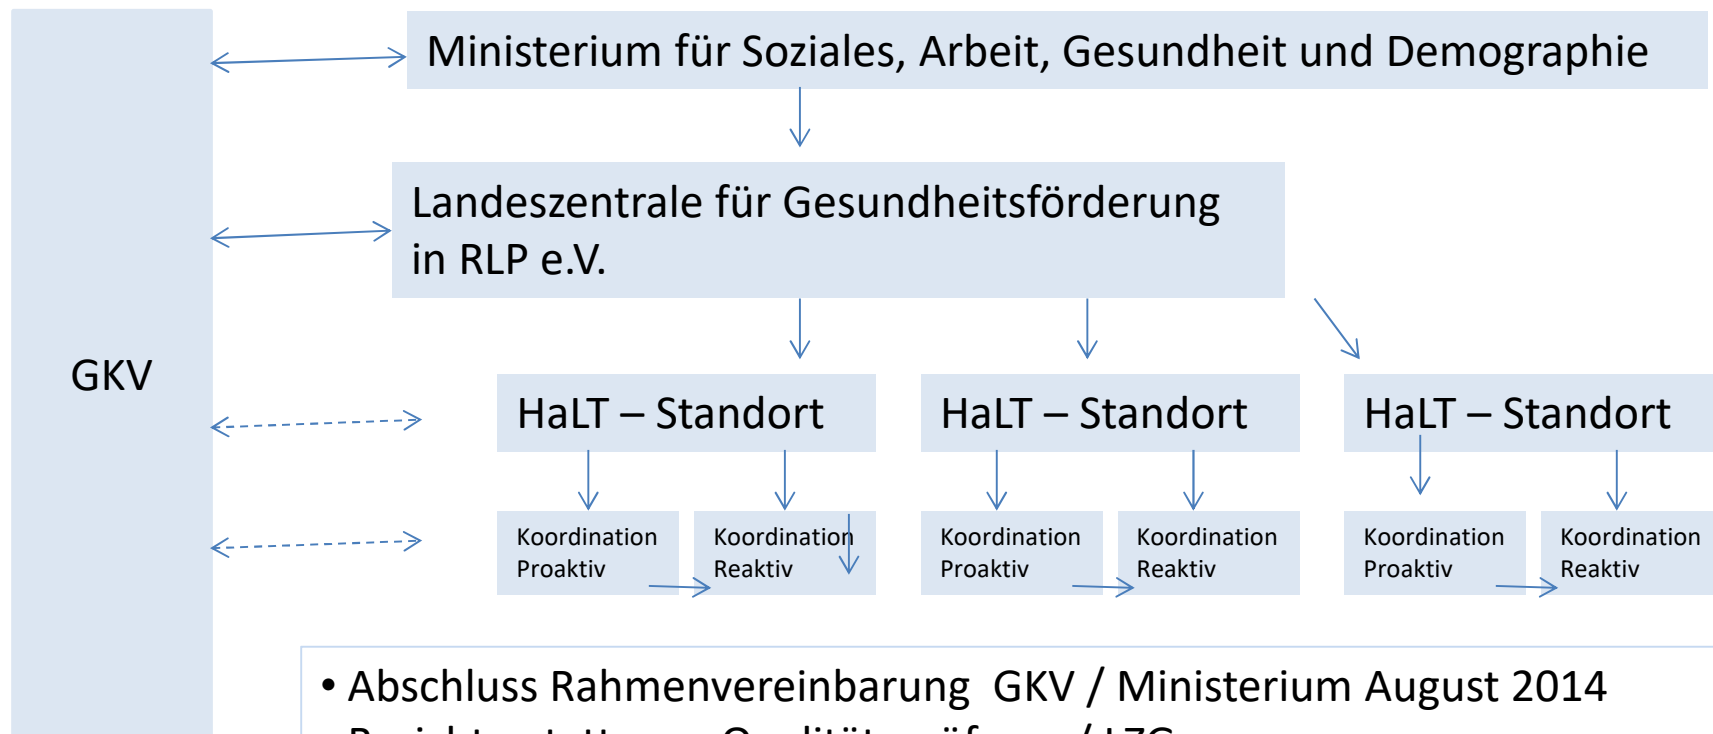 Ministerium für Soziales, Arbeit, Gesundheit und Demographie
Landeszentrale für Gesundheitsförderung
in RLP e.V.
GKV
HaLT – Standort
HaLT – Standort
HaLT – Standort
Koordination
Proaktiv
Koordination
Reaktiv
Koordination
Proaktiv
Koordination
Reaktiv
Koordination
Proaktiv
Koordination
Reaktiv
• Abschluss Rahmenvereinbarung GKV / Ministerium August 2014